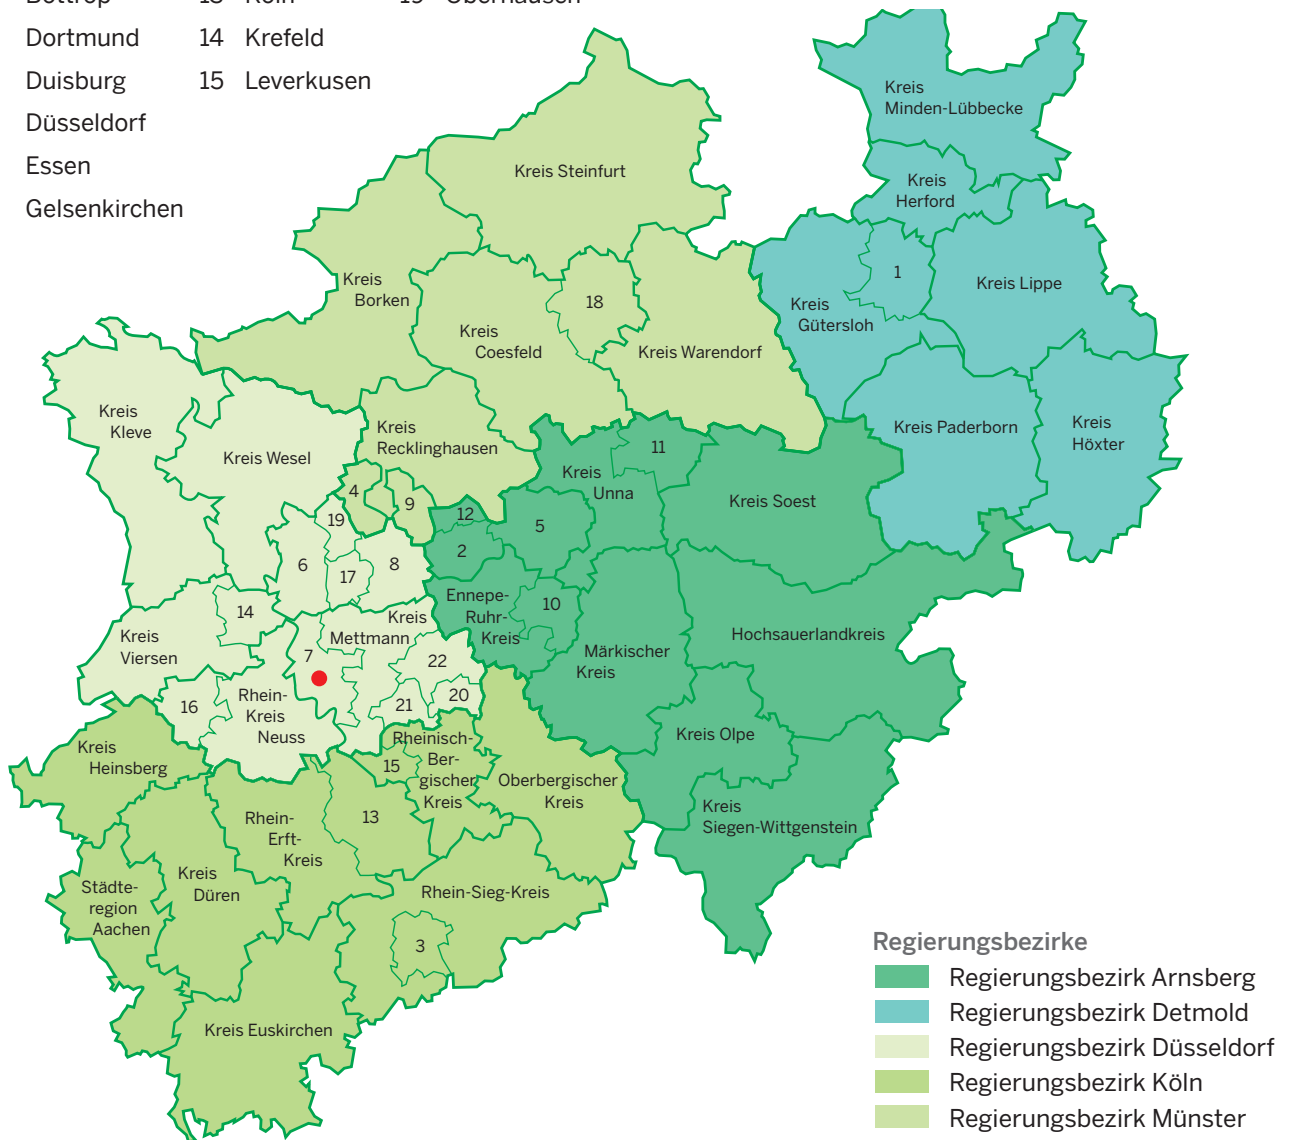 Bottrop 13 Köln 19 Oberhausen
Dortmund 14 Krefeld
Duisburg 15 Leverkusen
Düsseldorf
Essen
Gelsenkirchen
Kreis
Minden-Lübbecke
Kreis Steinfurt
Kreis
Herford
1
Kreis Lippe
Kreis
Borken
18
Kreis
Gütersloh
Kreis
Coesfeld
Kreis Warendorf
Kreis
Kleve
Kreis
Recklinghausen
Kreis Paderborn
Kreis
Höxter
Kreis Wesel
11
Kreis
Unna
4
9
Kreis Soest
19
12
5
6
17
8
2
14
Ennepe-
Ruhr-
Kreis
10
Kreis
Mettmann
Kreis
Viersen
7
22
Märkischer
Kreis
Hochsauerlandkreis
16
Rhein-
Kreis
Neuss
21
20
Kreis
Heinsberg
Rheinisch-
Ber-
gischer
Kreis
15
Kreis Olpe
Oberbergischer
Kreis
Rhein-
Erft-
Kreis
13
Kreis
Siegen-Wittgenstein
Städte-
region
Aachen
Kreis
Düren
Rhein-Sieg-Kreis
3
Kreis Euskirchen
Regierungsbezirke
Regierungsbezirk Arnsberg
Regierungsbezirk Detmold
Regierungsbezirk Düsseldorf
Regierungsbezirk Köln
Regierungsbezirk Münster